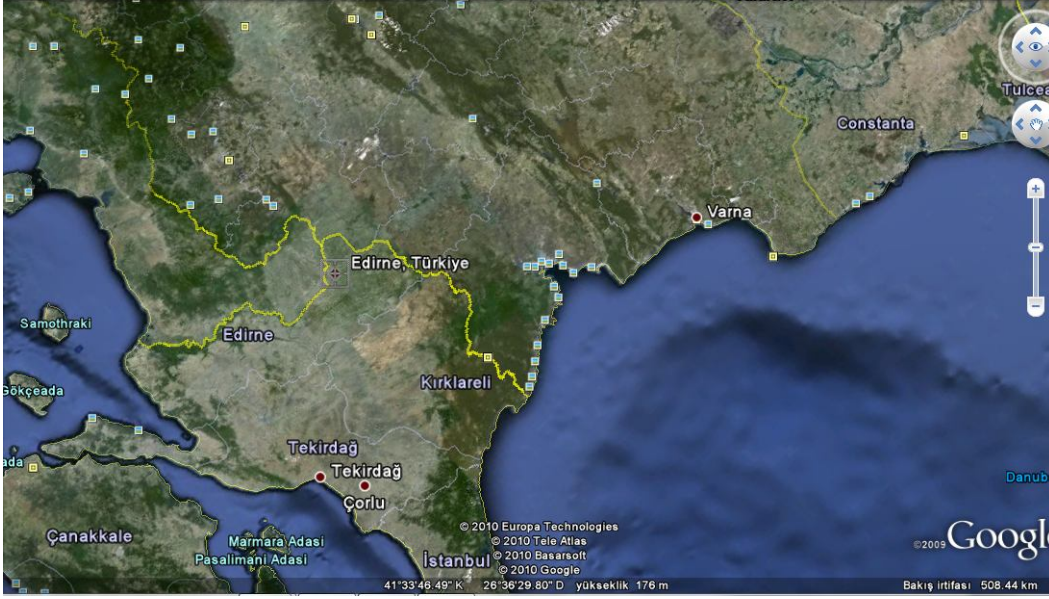 Tulcea
Constanta
Varna
Edirne, Türkiye
Samothraki
Edirne
Gökçeada
Kırklareli
Tekirdağ
ada
Tekirdağ
Çorlu
Danub
Çanakkale
Marmara Adasi
Pasalimani Adasi
İstanbul
© 2010 Europa Technologies
© 2010 Tele Atlas
© 2010 Basarsoft
© 2010 Google
©2009 Google
41°33'46.49" K 26°36'29.80" D yükseklik 176 m Bakış irtifası 508.44 km